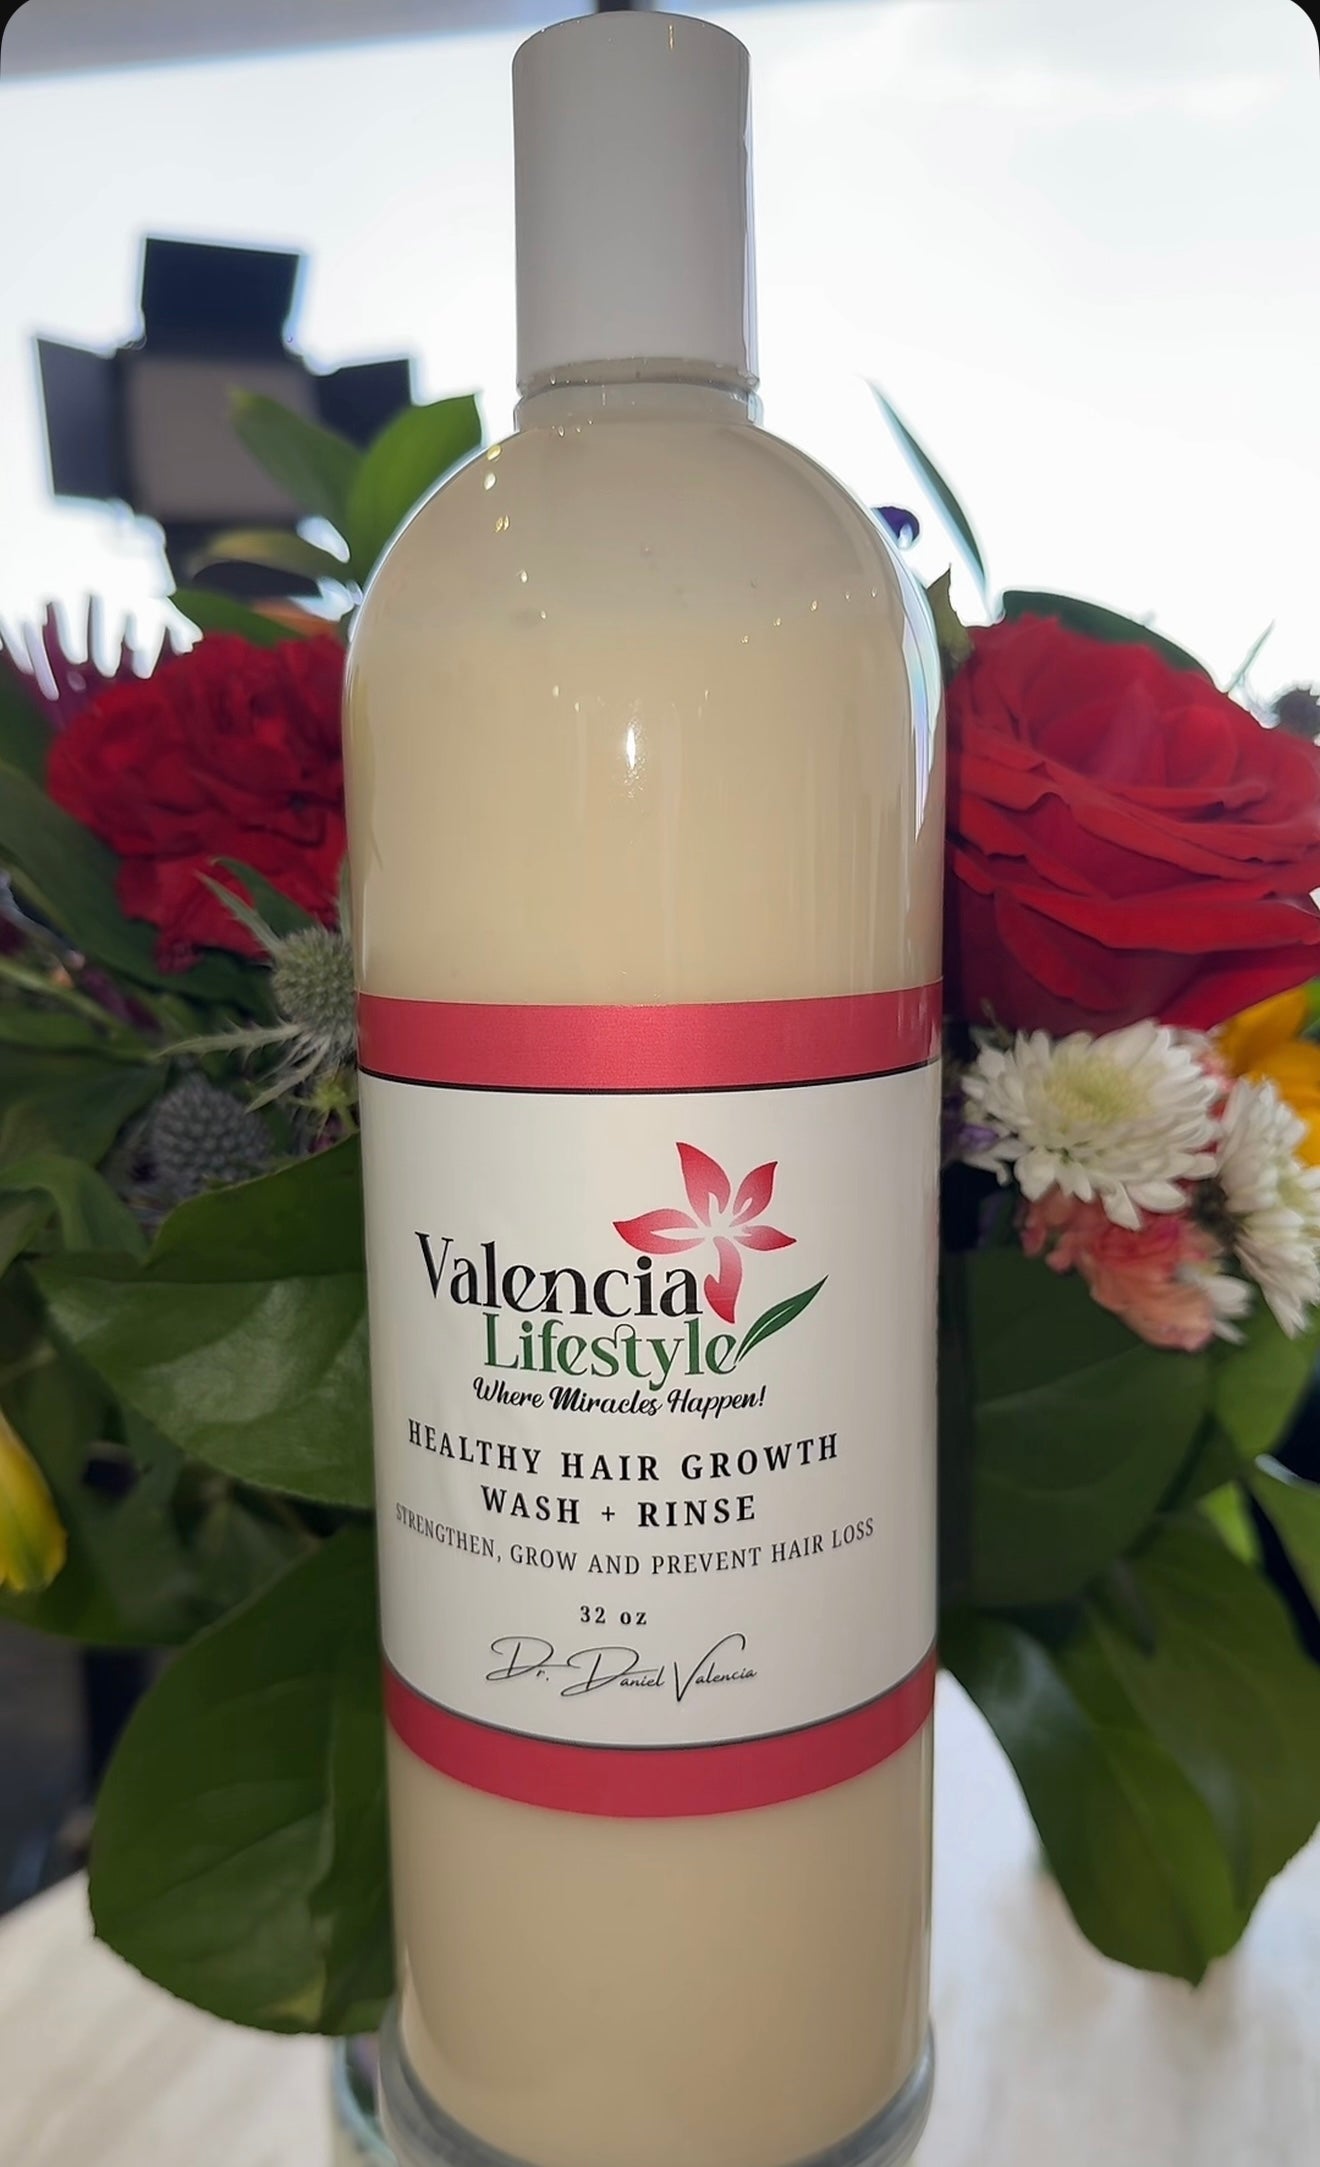 Valencia
Lifestyle
Where Miracles Happen!
HEALTHY HAIR GROWTH
WASH + RINSE
STRENGTHEN, GROW AND PREVENT HAIR LOSS
32 oz
Dr. Daniel Valencia